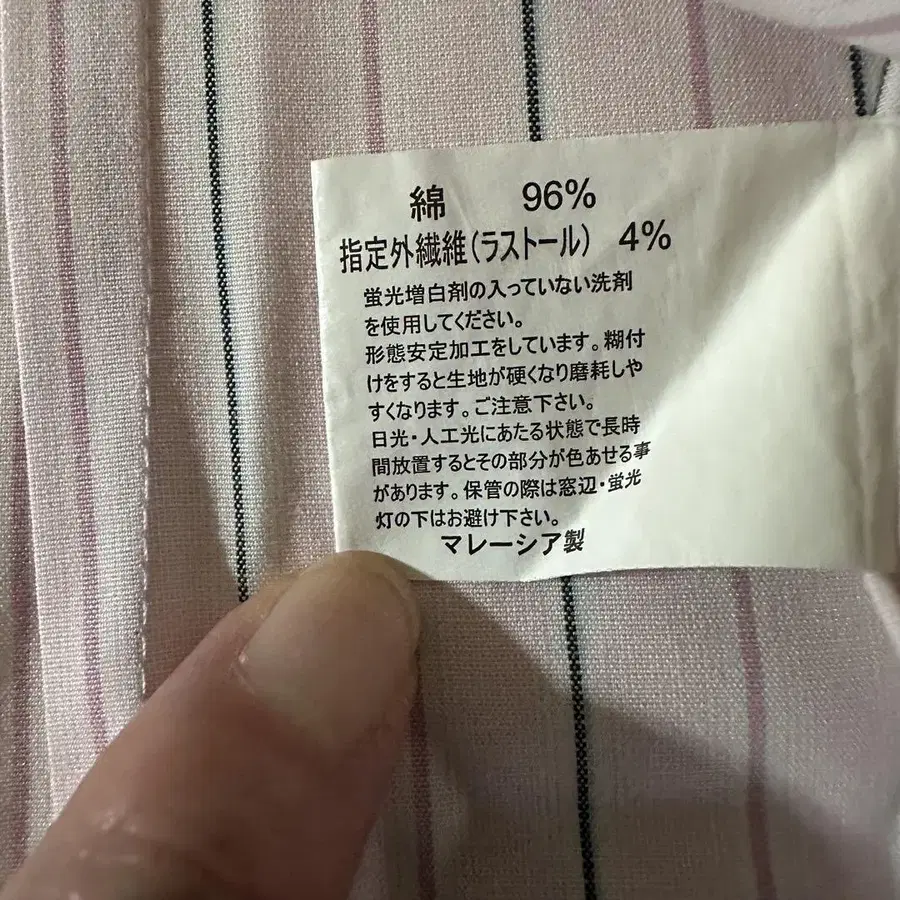 綿 96%
指定外繊維(ラストール) 4%
蛍光増白剤の入っていない洗剤
を使用してください。
形態安定加工をしています。糊付
けをすると生地が硬くなり磨耗しや
すくなります。ご注意下さい。
日光・人工光にあたる状態で長時
間放置するとその部分が色あせる事
があります。保管の際は窓辺・蛍光
灯の下はお避け下さい。
マレーシア製